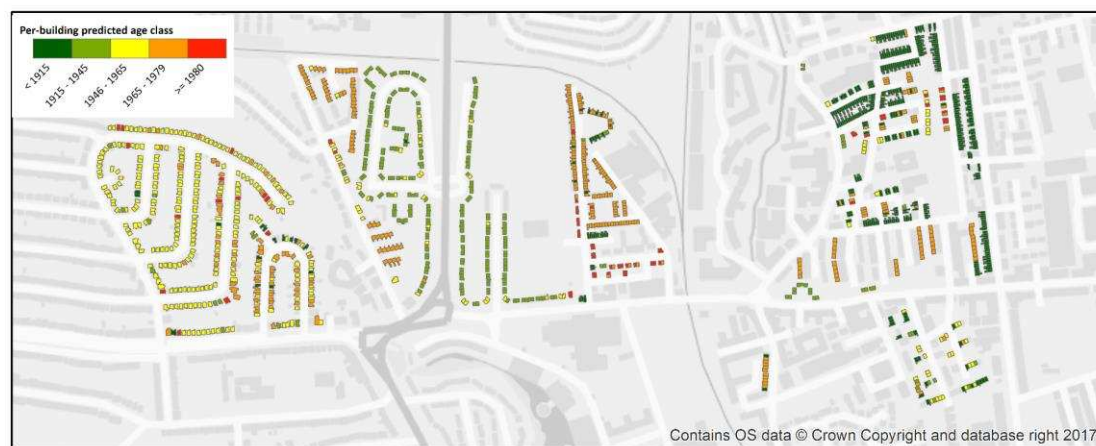 Per-building predicted age class
< 1915
1915 - 1945
1946 - 1965
1965 - 1979
>= 1980
Contains OS data © Crown Copyright and database right 2017